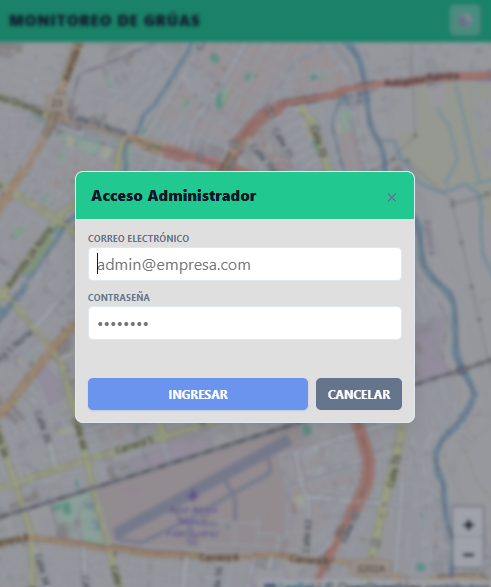 MONITOREO DE GRÚAS
Acceso Administrador
×
CORREO ELECTRÓNICO
admin@empresa.com
CONTRASEÑA
••••••••
INGRESAR
CANCELAR
+
−